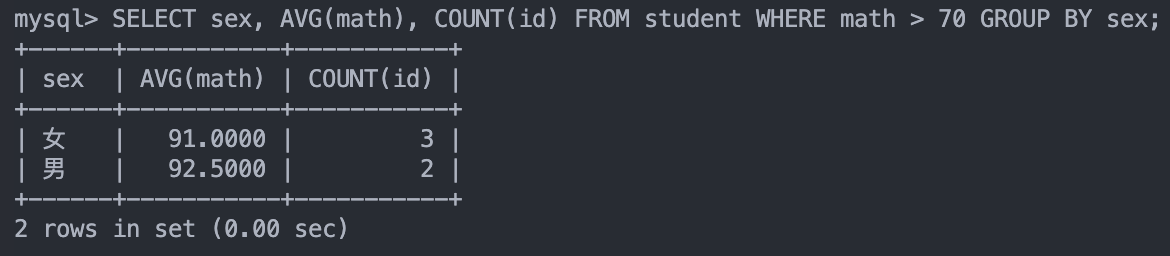 mysql> SELECT sex, AVG(math), COUNT(id) FROM student WHERE math > 70 GROUP BY sex;
+------+-----------+-----------+
| sex  | AVG(math) | COUNT(id) |
+------+-----------+-----------+
| 女   |   91.0000 |         3 |
| 男   |   92.5000 |         2 |
+------+-----------+-----------+
2 rows in set (0.00 sec)